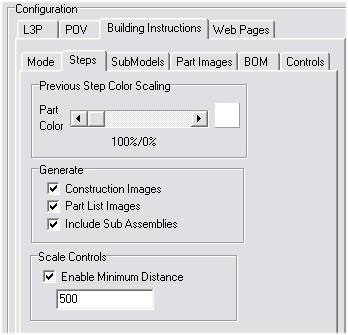 Configuration
L3P POV Building Instructions Web Pages
Mode Steps SubModels Part Images BOM Controls
Previous Step Color Scaling
Part
Color
100%/0%
Generate
Construction Images
Part List Images
Include Sub Assemblies
Scale Controls
Enable Minimum Distance
500